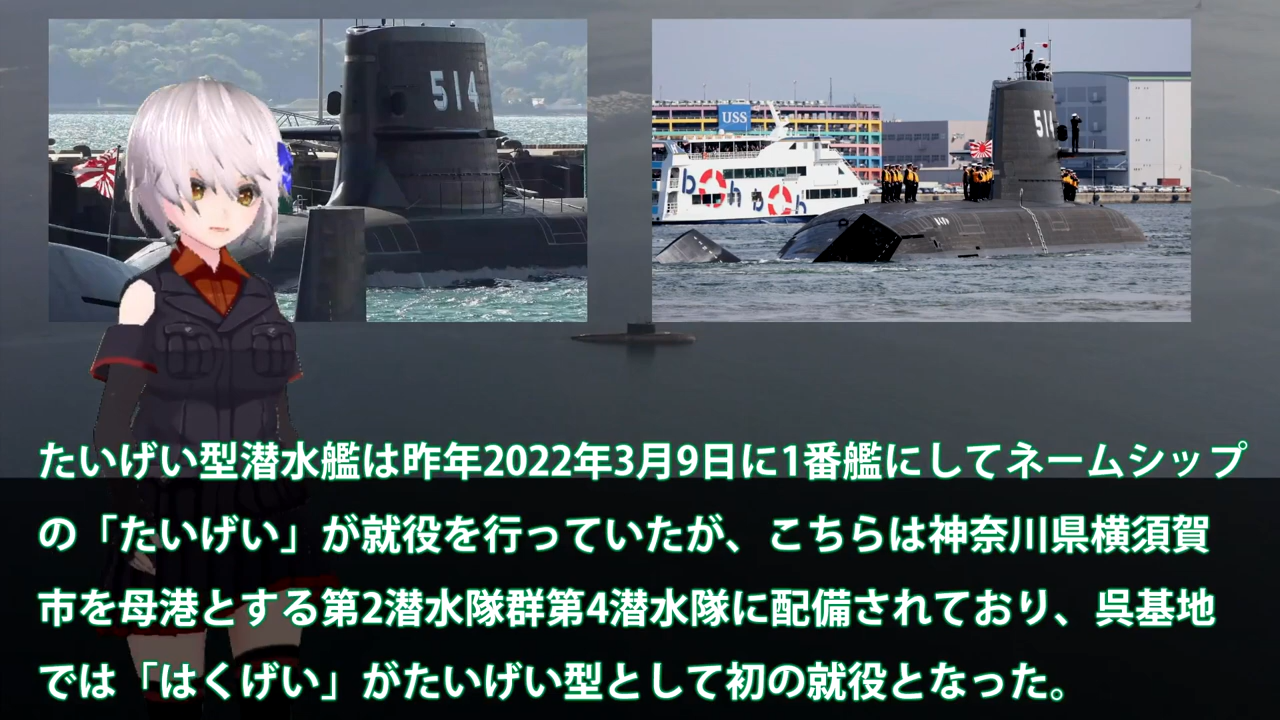 514
USS
514
たいげい型潜水艦は昨年2022年3月9日に1番艦にしてネームシップ
の「たいげい」が就役を行っていたが、こちらは神奈川県横須賀
市を母港とする第2潜水隊群第4潜水隊に配備されており、呉基地
では「はくげい」がたいげい型として初の就役となった。